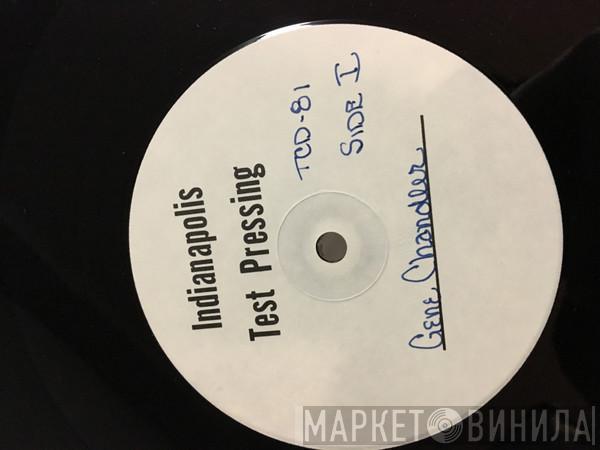 Indianapolis
Test Pressing
TCD-81
SIDE I
Gene Chandler
МАРКЕТ ВИНИЛА